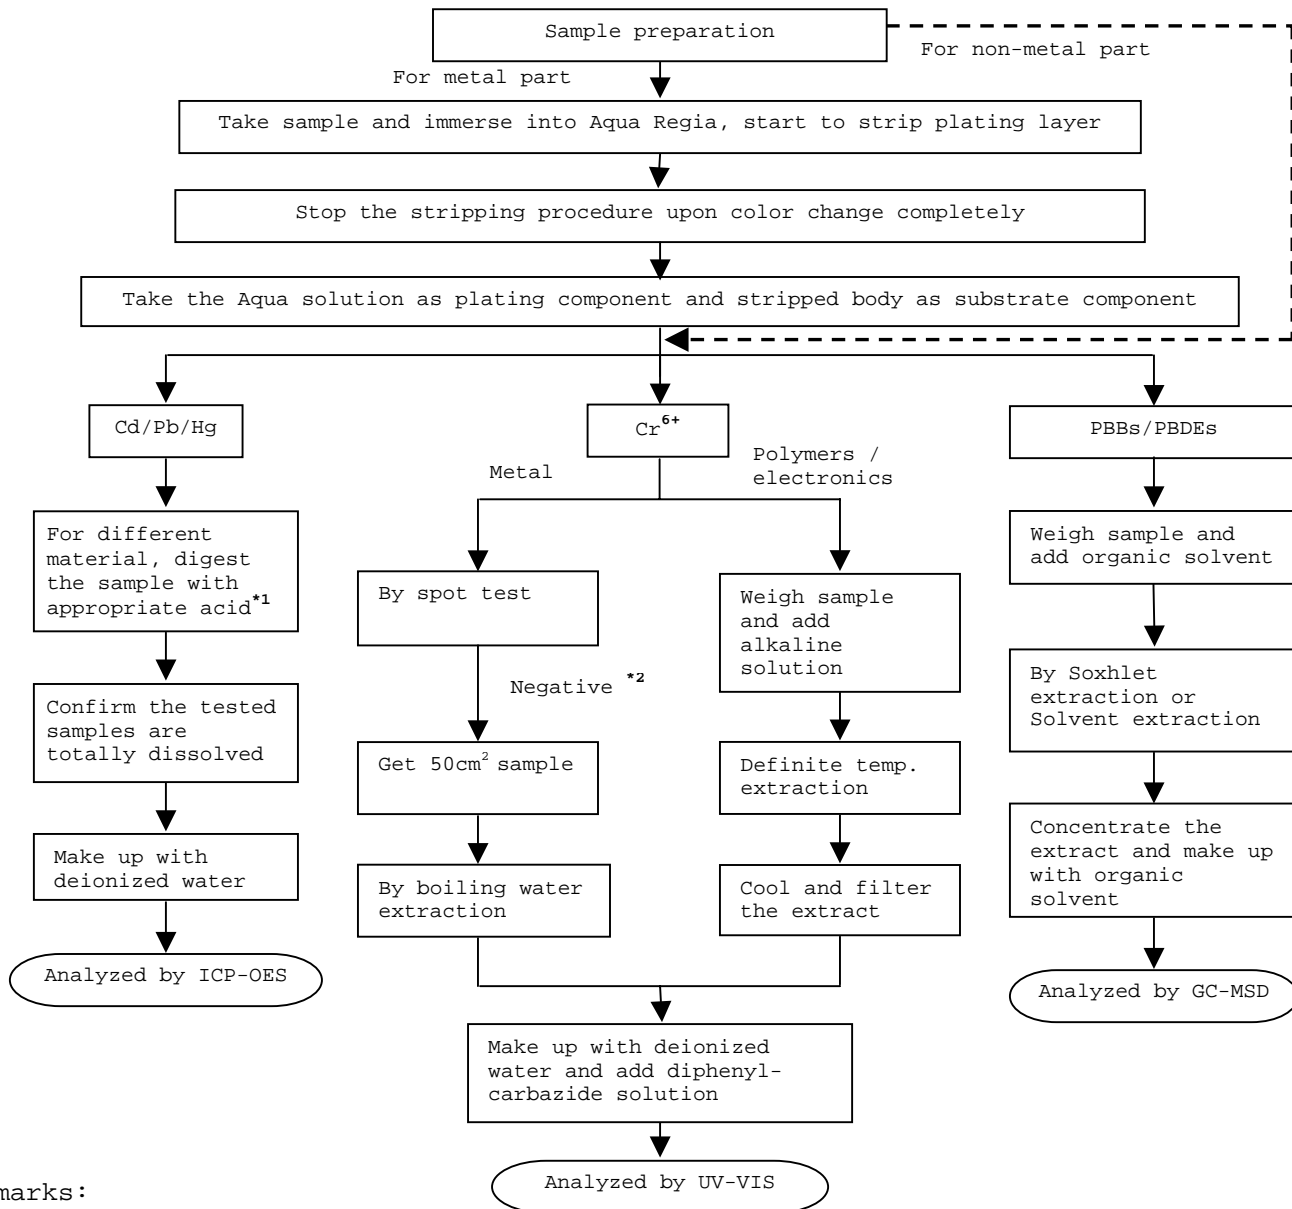 Sample preparation
For non-metal part
For metal part
Take sample and immerse into Aqua Regia, start to strip plating layer
Stop the stripping procedure upon color change completely
Take the Aqua solution as plating component and stripped body as substrate component
Cd/Pb/Hg
Cr⁶⁺
PBBs/PBDEs
Metal
Polymers /
electronics
For different
material, digest
the sample with
appropriate acid*1
By spot test
Weigh sample
and add
alkaline
solution
Weigh sample and
add organic solvent
Negative *2
Confirm the tested
samples are
totally dissolved
Get 50cm² sample
Definite temp.
extraction
By Soxhlet
extraction or
Solvent extraction
Make up with
deionized water
By boiling water
extraction
Cool and filter
the extract
Concentrate the
extract and make up
with organic
solvent
Analyzed by ICP-OES
Analyzed by GC-MSD
Make up with deionized
water and add diphenyl-
carbazide solution
Analyzed by UV-VIS
marks: